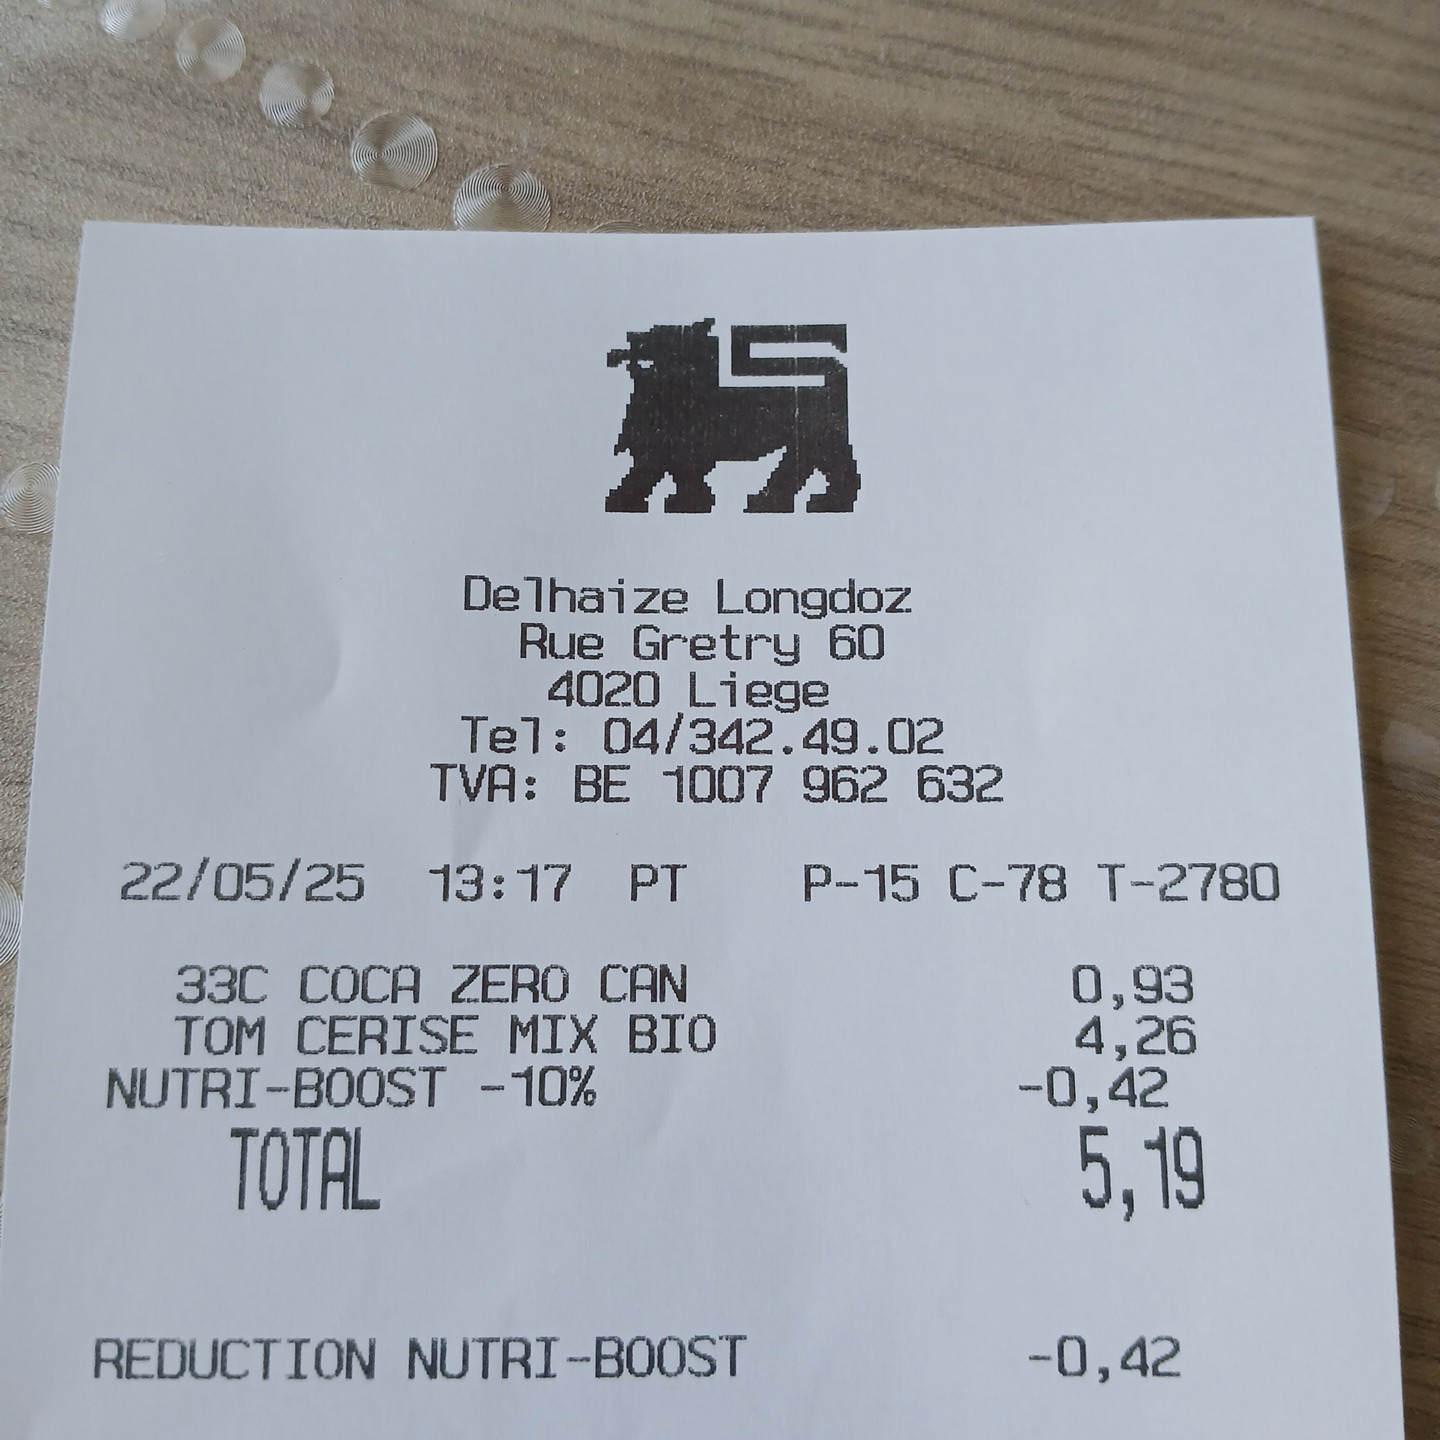 Delhaize Longdoz
Rue Gretry 60
4020 Liege
Tel: 04/342.49.02
TVA: BE 1007 962 632
22/05/25 13:17 PT P-15 C-78 T-2780
33C COCA ZERO CAN 0,93
TOM CERISE MIX BIO 4,26
NUTRI-BOOST -10% -0,42
TOTAL 5,19
REDUCTION NUTRI-BOOST -0,42